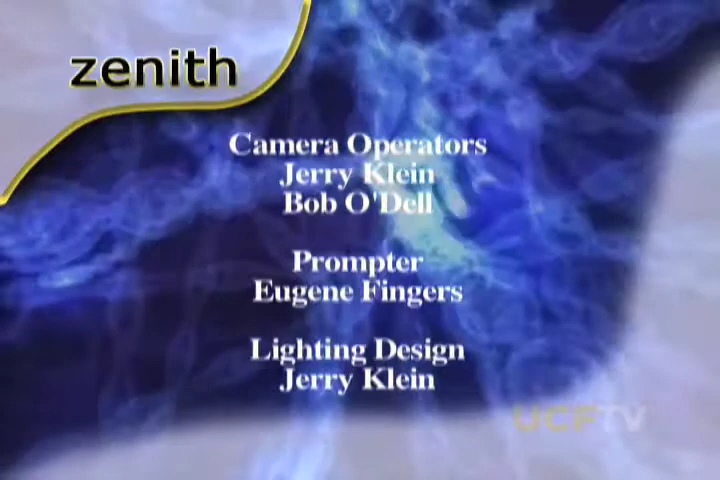 zenith
Camera Operators
Jerry Klein
Bob O'Dell
Prompter
Eugene Fingers
Lighting Design
Jerry Klein
UCFTV